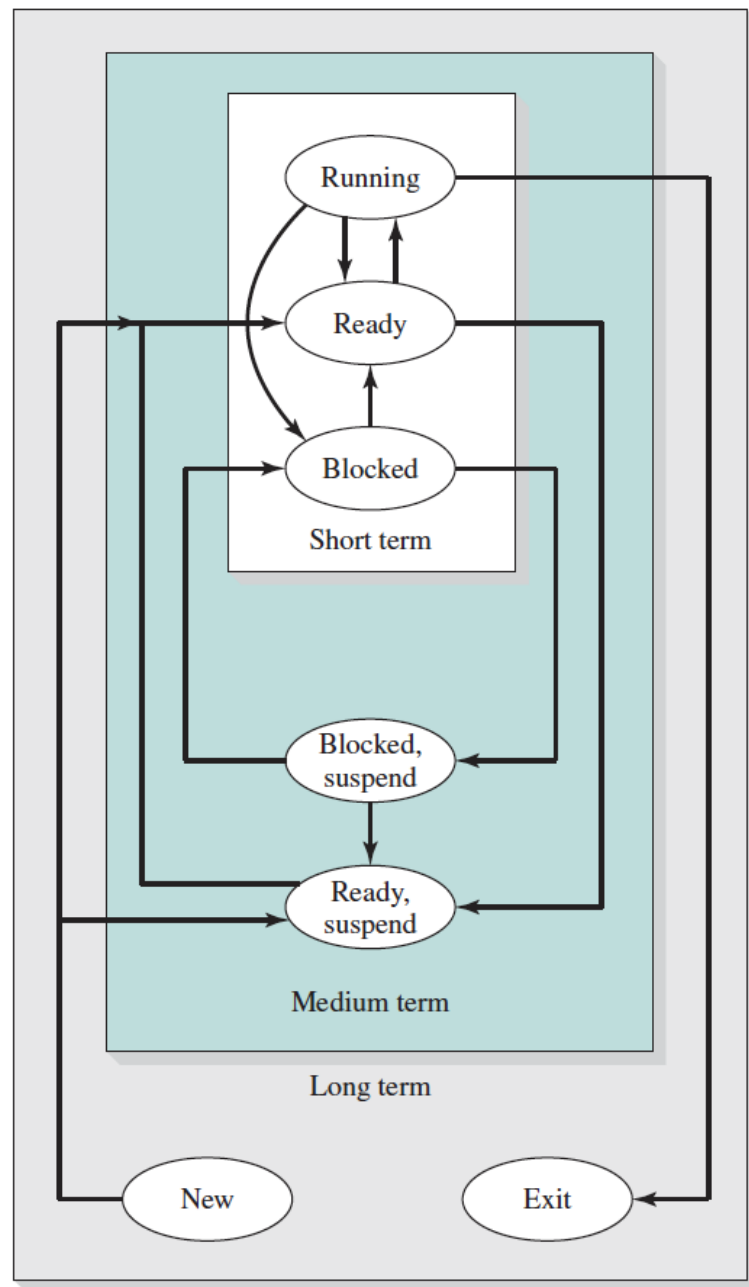 Running
Ready
Blocked
Short term
Blocked,
suspend
Ready,
suspend
Medium term
Long term
New
Exit